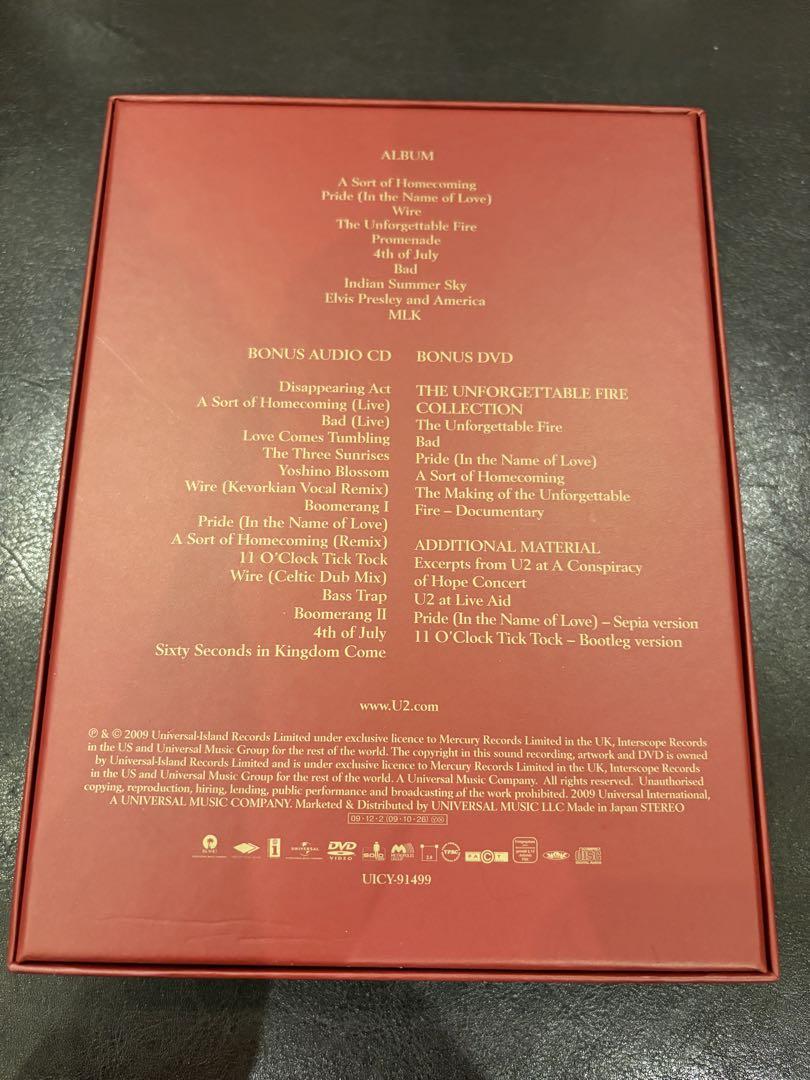 ALBUM
A Sort of Homecoming
Pride (In the Name of Love)
Wire
The Unforgettable Fire
Promenade
4th of July
Bad
Indian Summer Sky
Elvis Presley and America
MLK
BONUS AUDIO CD
Disappearing Act
A Sort of Homecoming (Live)
Bad (Live)
Love Comes Tumbling
The Three Sunrises
Yoshino Blossom
Wire (Kevorkian Vocal Remix)
Boomerang I
Pride (In the Name of Love)
A Sort of Homecoming (Remix)
11 O'Clock Tick Tock
Wire (Celtic Dub Mix)
Bass Trap
Boomerang II
4th of July
Sixty Seconds in Kingdom Come
BONUS DVD
THE UNFORGETTABLE FIRE
COLLECTION
The Unforgettable Fire
Bad
Pride (In the Name of Love)
A Sort of Homecoming
The Making of the Unforgettable
Fire – Documentary
ADDITIONAL MATERIAL
Excerpts from U2 at A Conspiracy
of Hope Concert
U2 at Live Aid
Pride (In the Name of Love) – Sepia version
11 O'Clock Tick Tock – Bootleg version
www.U2.com
℗ & © 2009 Universal-Island Records Limited under exclusive licence to Mercury Records Limited in the UK, Interscope Records
in the US and Universal Music Group for the rest of the world. The copyright in this sound recording, artwork and DVD is owned
by Universal-Island Records Limited and is under exclusive licence to Mercury Records Limited in the UK, Interscope Records
in the US and Universal Music Group for the rest of the world. A Universal Music Company. All rights reserved. Unauthorised
copying, reproduction, hiring, lending, public performance and broadcasting of the work prohibited. 2009 Universal International,
A UNIVERSAL MUSIC COMPANY. Marketed & Distributed by UNIVERSAL MUSIC LLC Made in Japan STEREO
09·12·2 (09·10·28)
UNIVERSAL DVD VIDEO solo METROPOLIS GROUP 2.0 VPRC PACT disc
UICY-91499